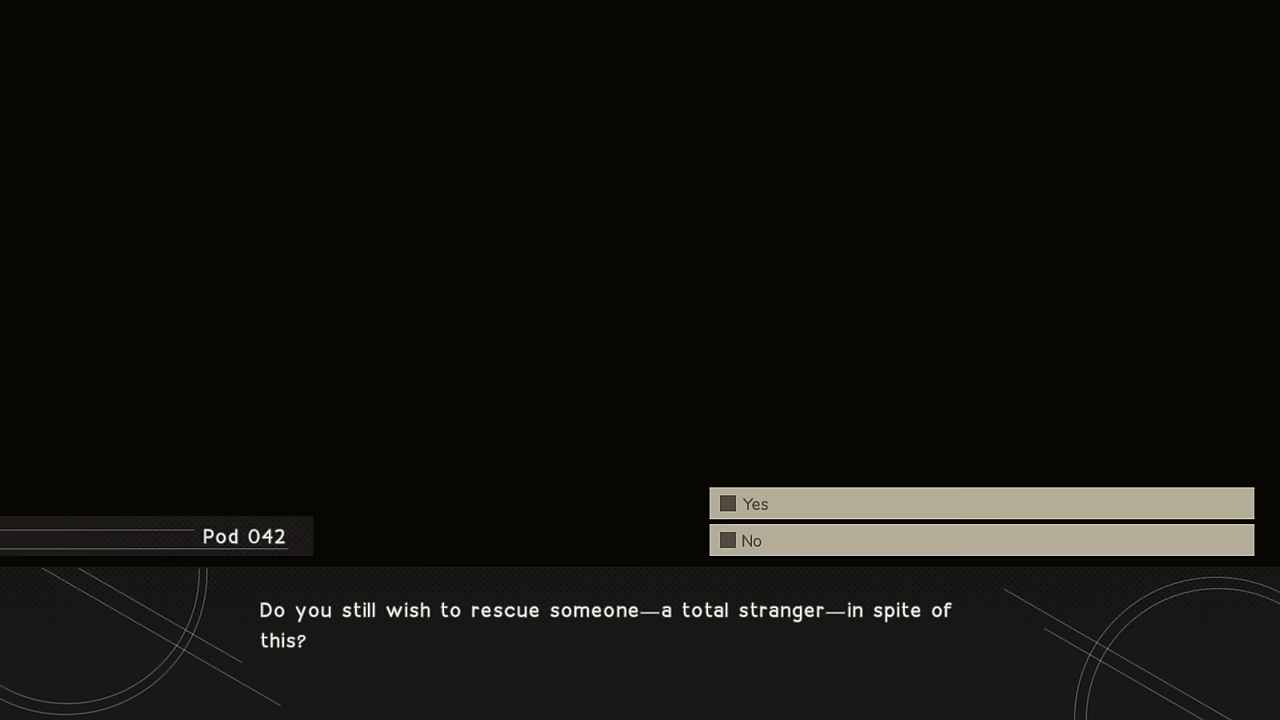 Yes
No
Pod 042
Do you still wish to rescue someone—a total stranger—in spite of
this?